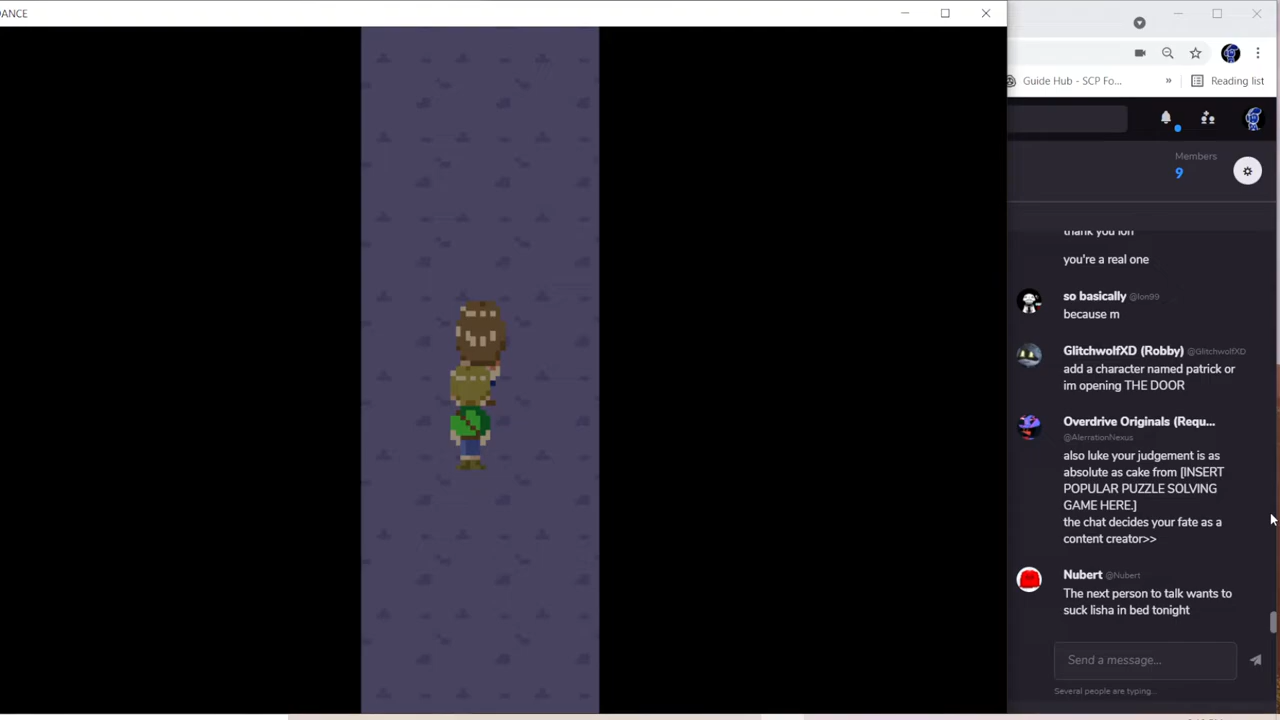 DANCE
Guide Hub - SCP Fo...
»
Reading list
Members
9
thank you lon
you're a real one
so basically @lon99
because m
GlitchwolfXD (Robby) @GlitchwolfXD
add a character named patrick or
im opening THE DOOR
Overdrive Originals (Requ...
@AlerrationNexus
also luke your judgement is as
absolute as cake from [INSERT
POPULAR PUZZLE SOLVING
GAME HERE.]
the chat decides your fate as a
content creator>>
Nubert @Nubert
The next person to talk wants to
suck lisha in bed tonight
Send a message...
Several people are typing...